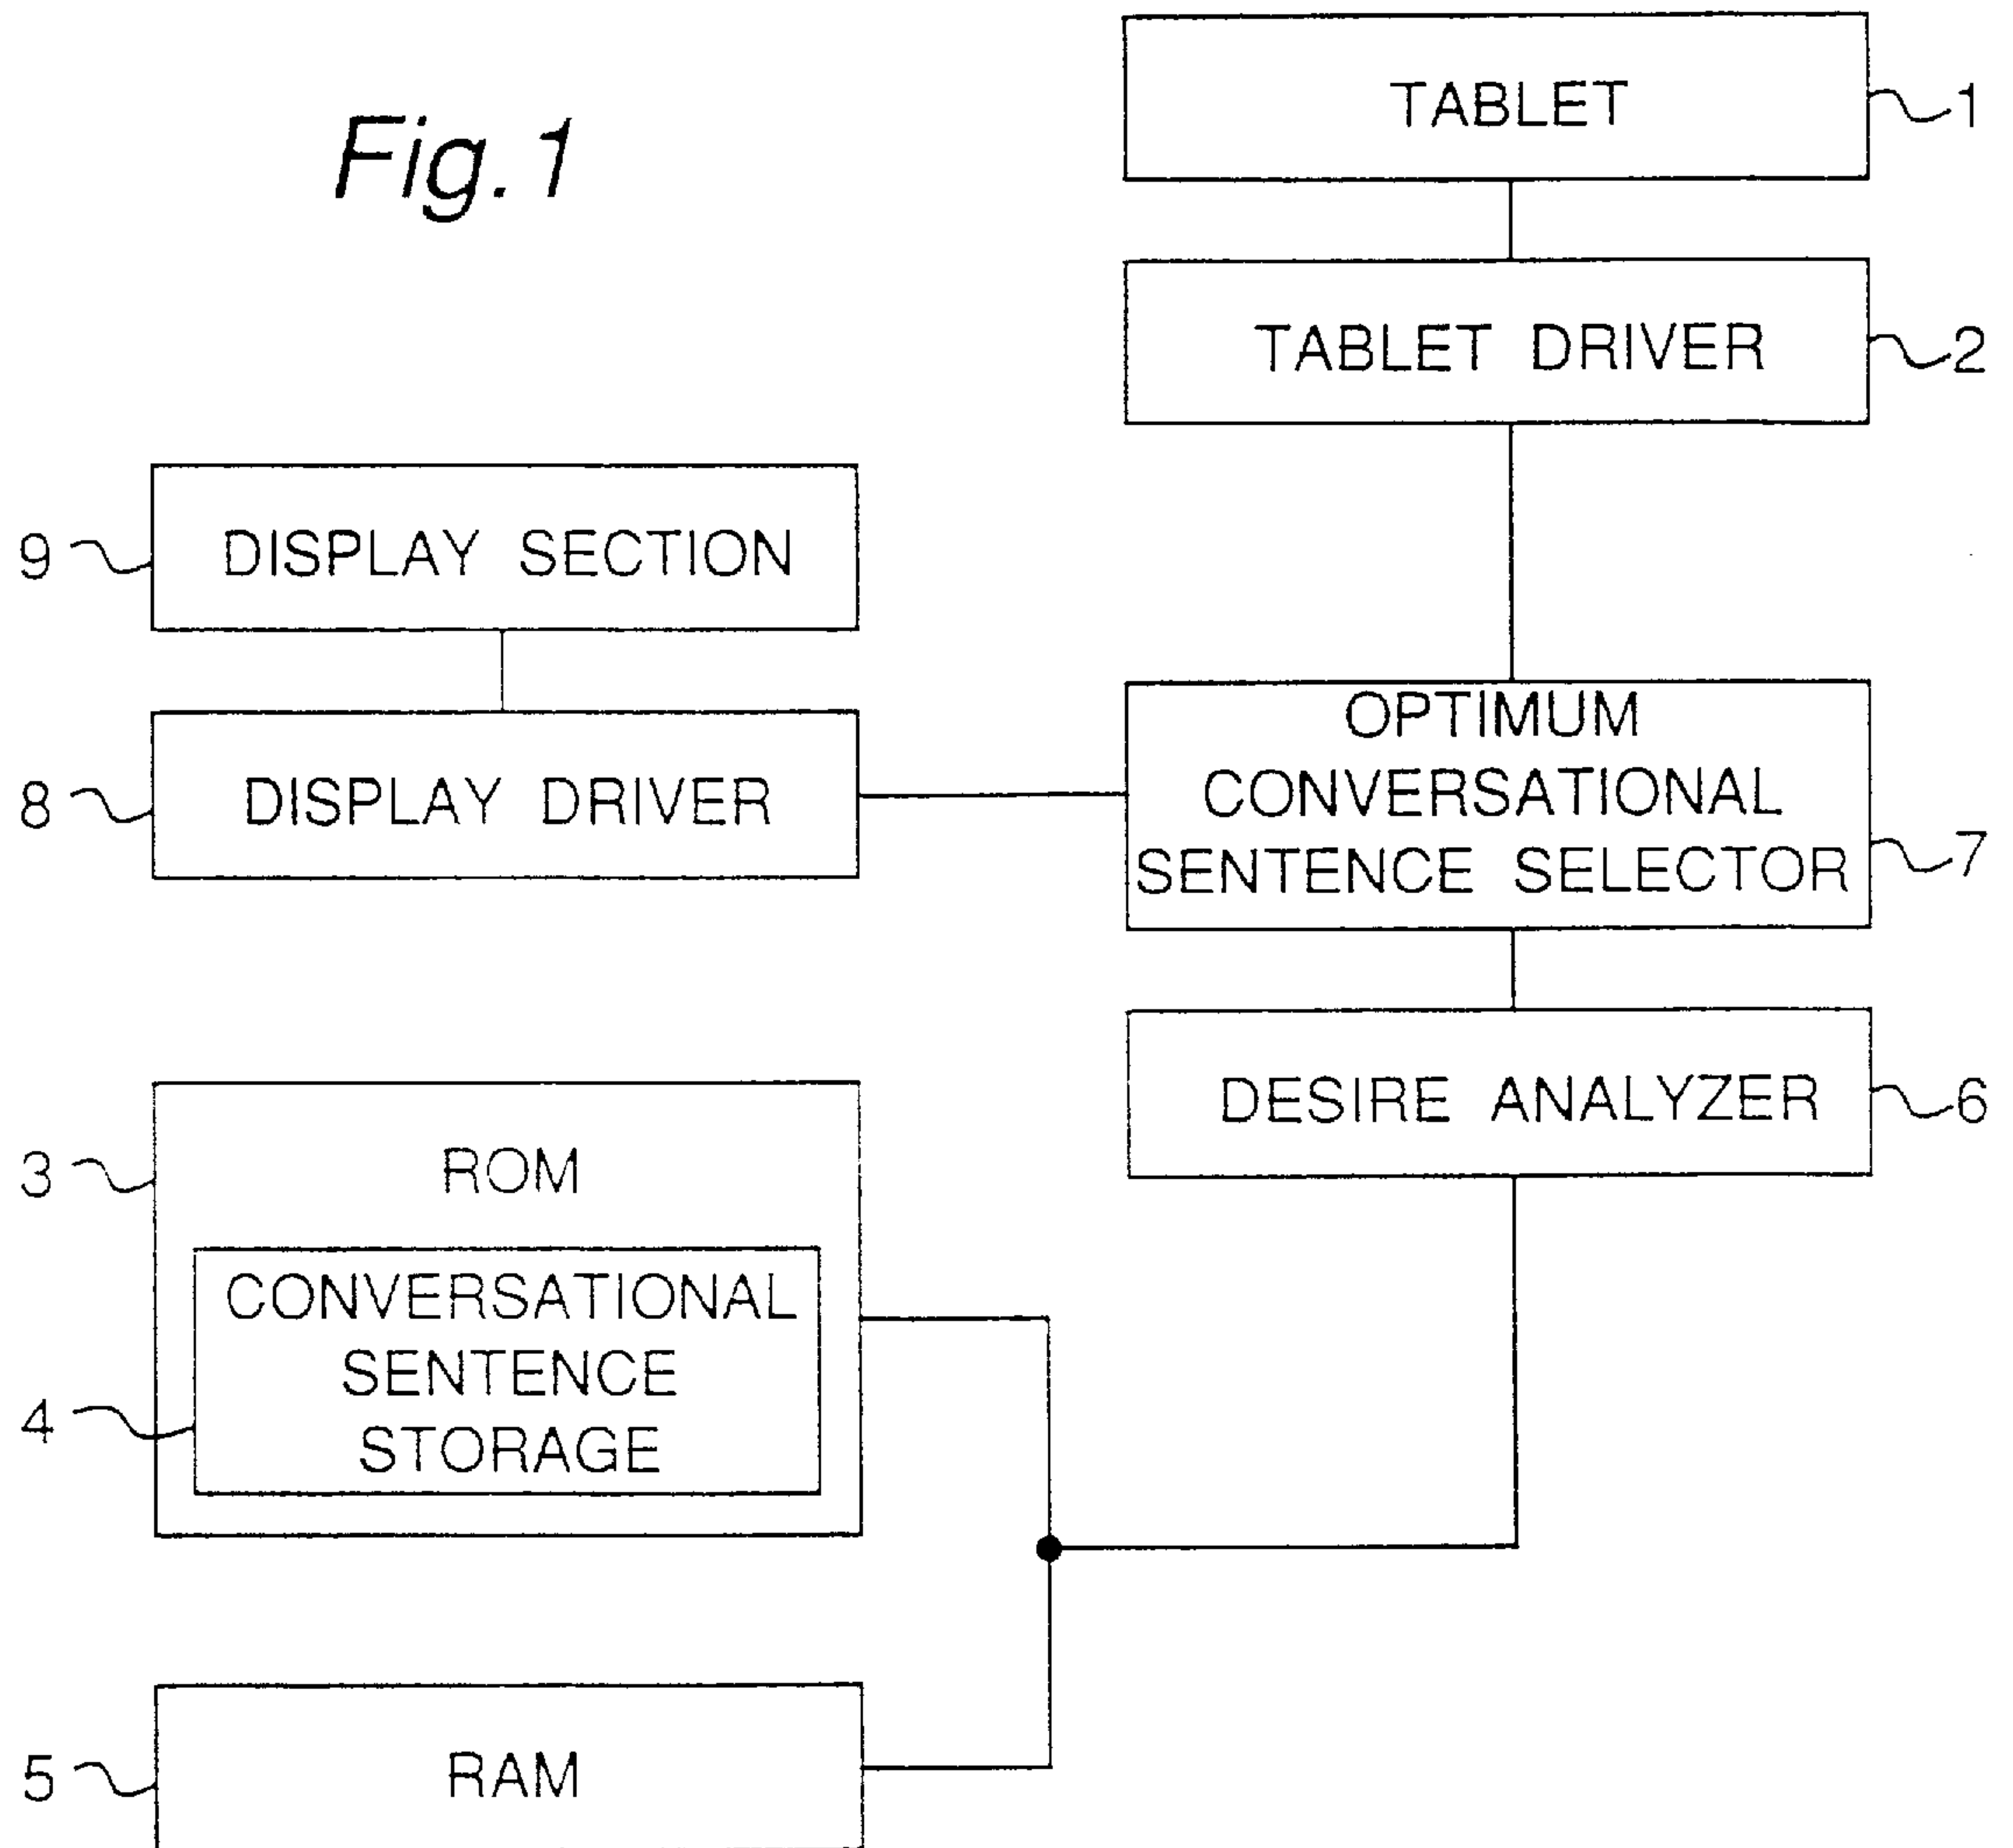 Fig. 1
TABLET
1
TABLET DRIVER
2
9
DISPLAY SECTION
8
DISPLAY DRIVER
OPTIMUM
CONVERSATIONAL
SENTENCE SELECTOR
7
DESIRE ANALYZER
6
3
ROM
4
CONVERSATIONAL
SENTENCE
STORAGE
5
RAM